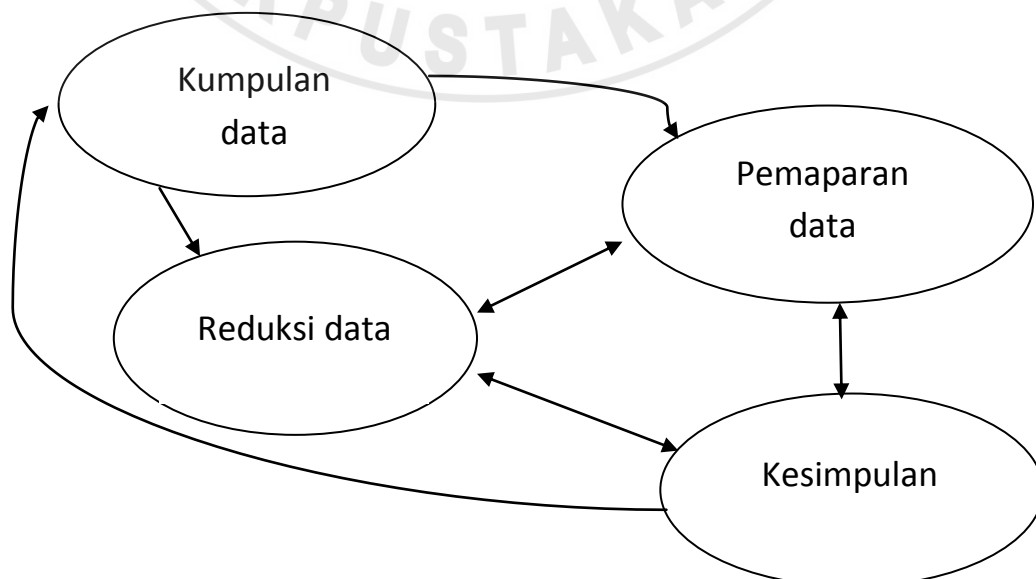 PUSTAKA
Kumpulan
data
Pemaparan
data
Reduksi data
Kesimpulan